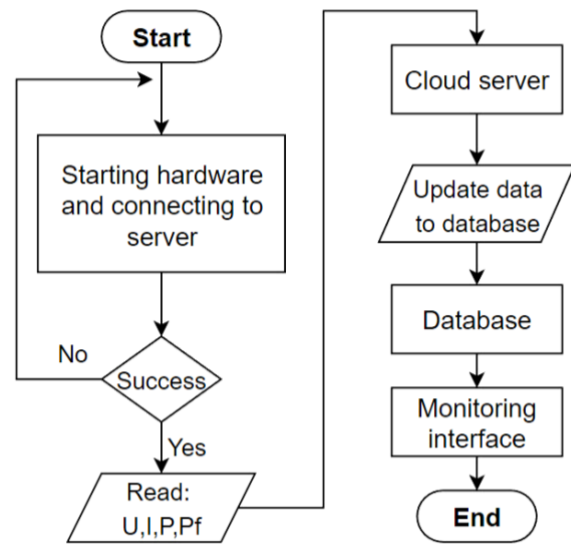 Start
Starting hardware
and connecting to
server
No
Success
Yes
Read:
U,I,P,Pf
Cloud server
Update data
to database
Database
Monitoring
interface
End